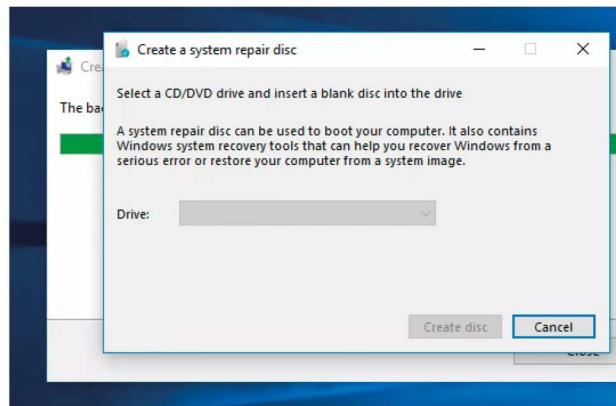 Create a system repair disc
Cre
Select a CD/DVD drive and insert a blank disc into the drive
The ba
A system repair disc can be used to boot your computer. It also contains
Windows system recovery tools that can help you recover Windows from a
serious error or restore your computer from a system image.
Drive:
Create disc
Cancel
Close